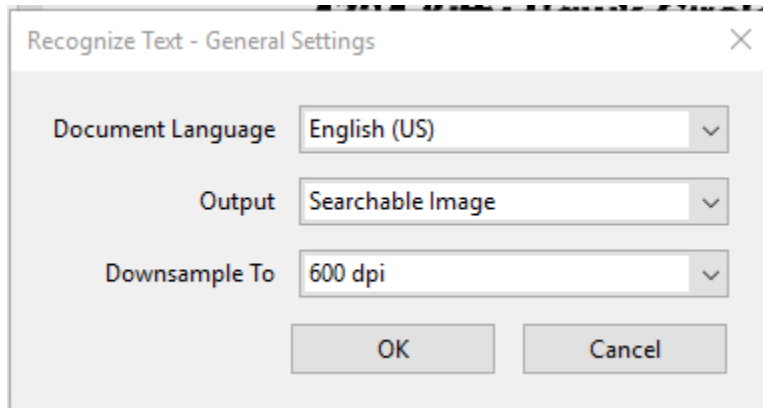 Recognize Text - General Settings
Document Language English (US)
Output Searchable Image
Downsample To 600 dpi
OK Cancel